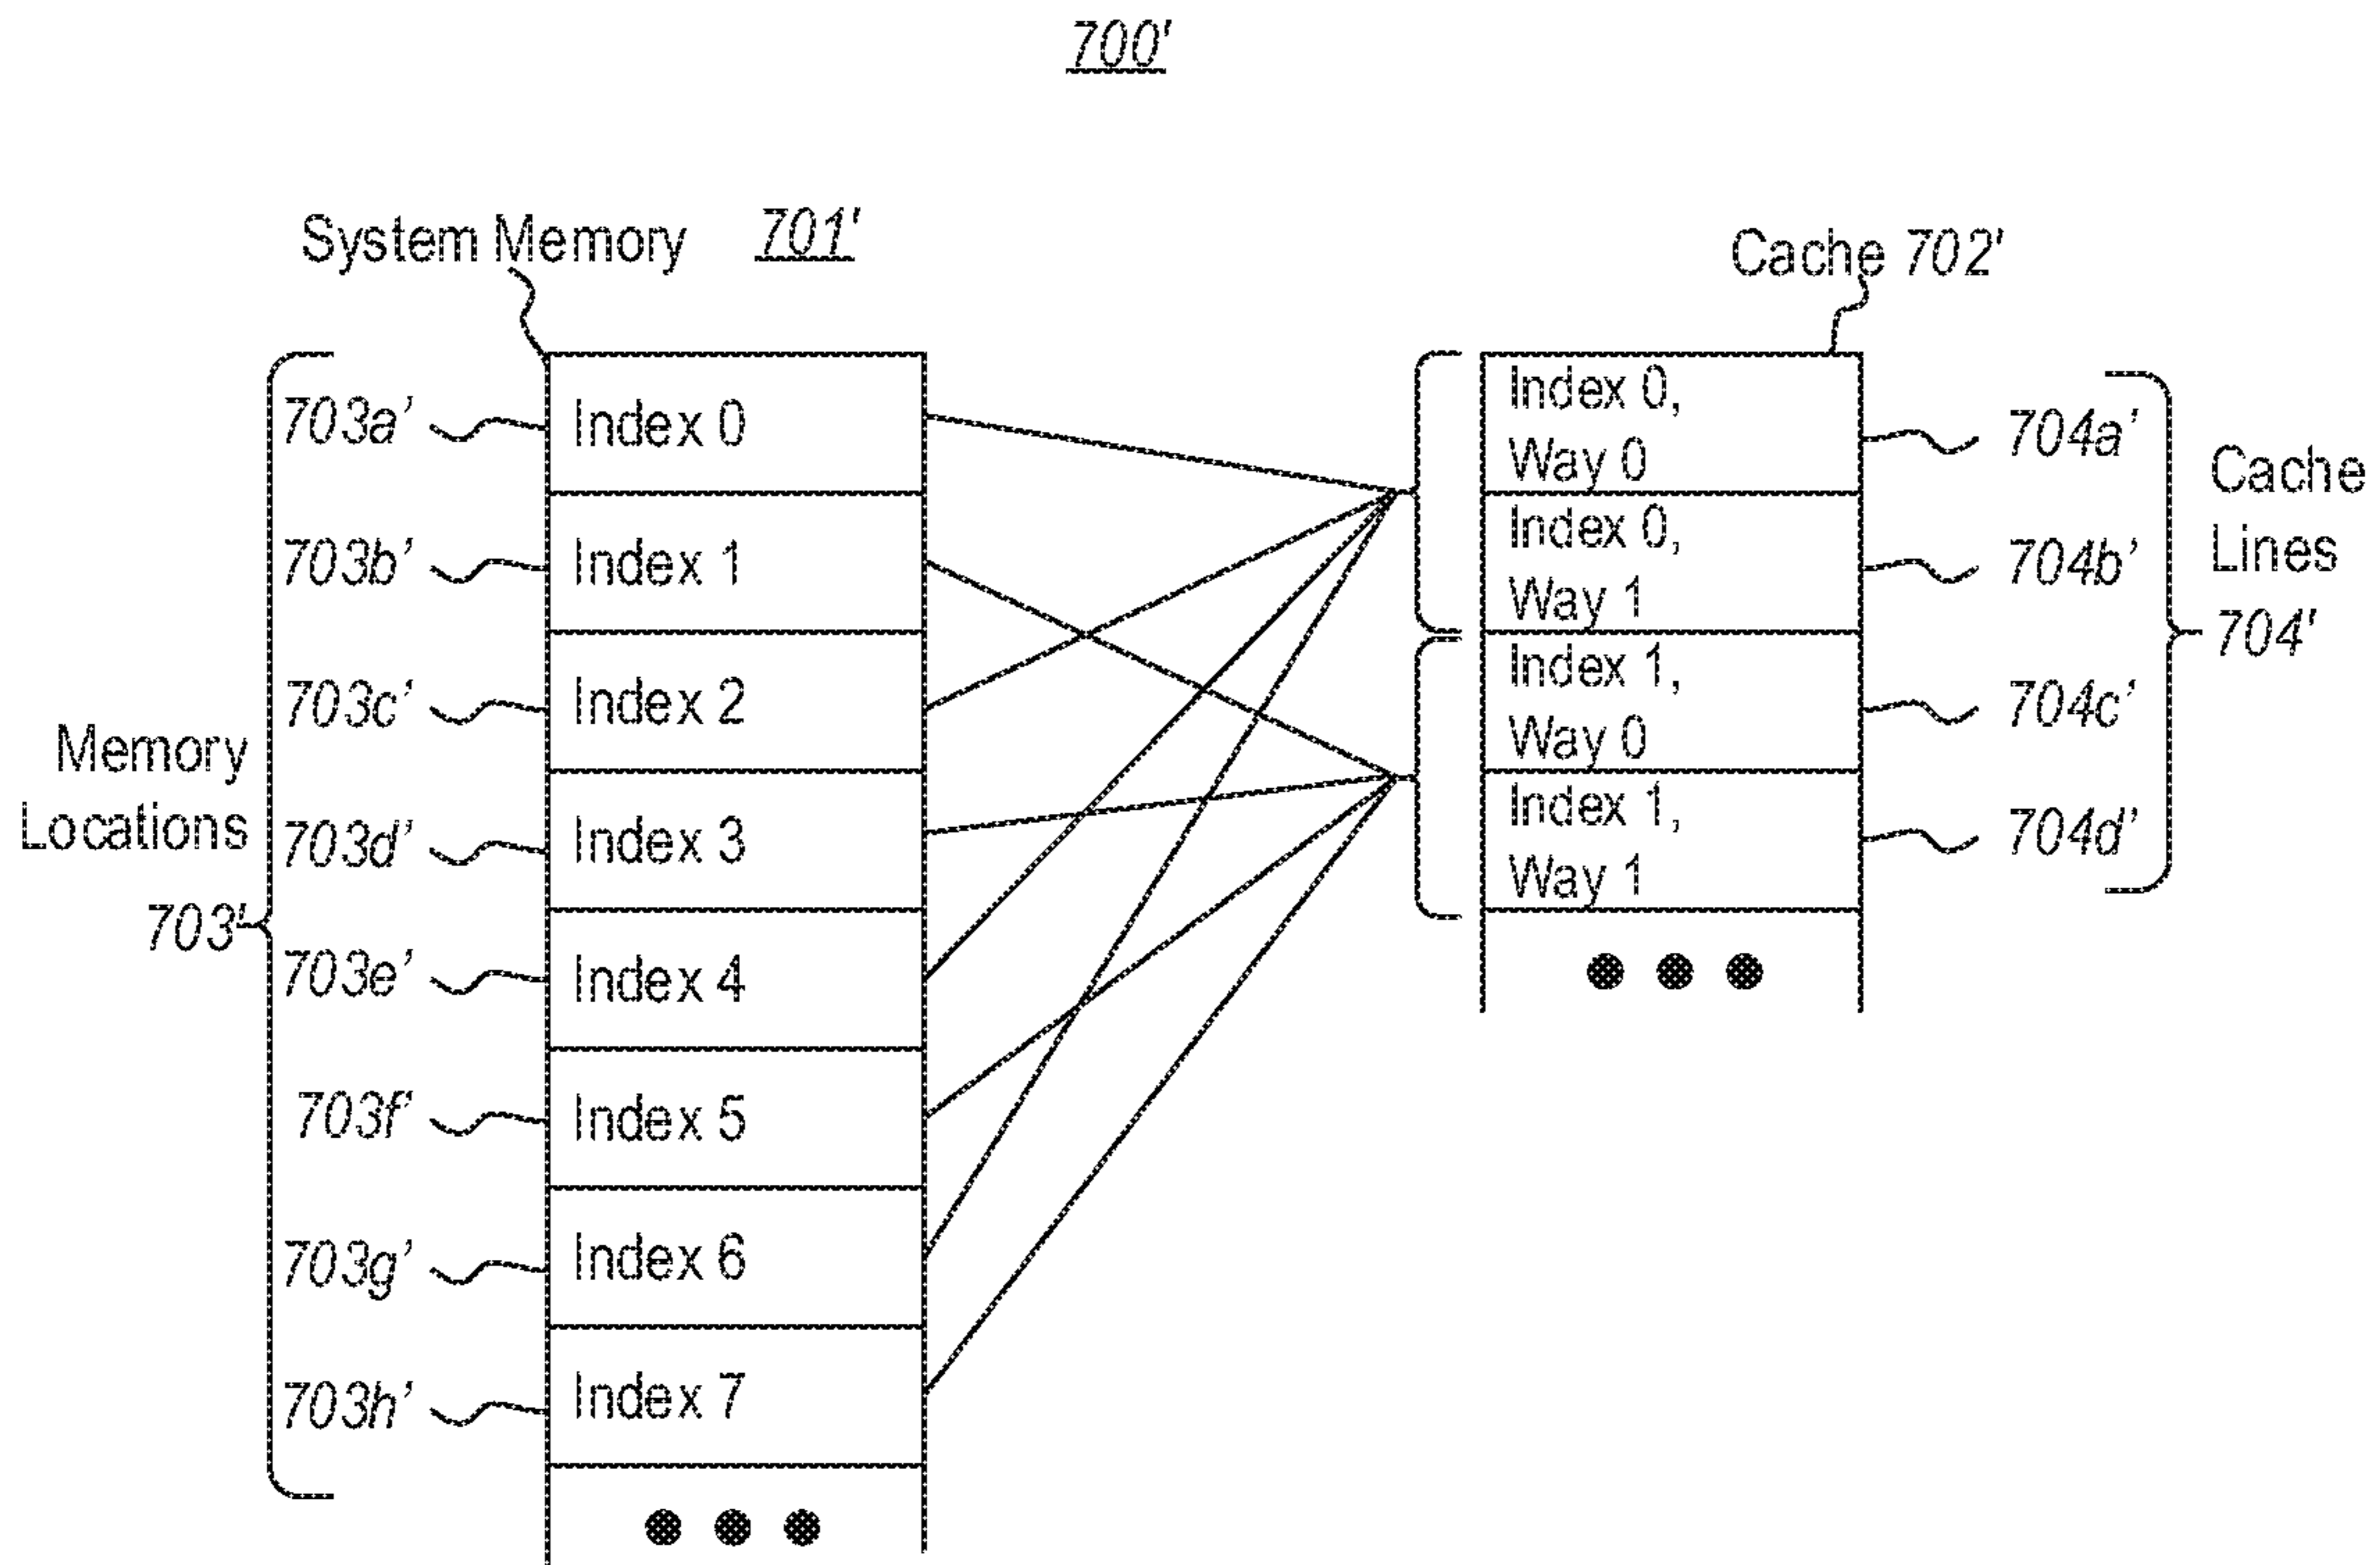 700'
System Memory 701'
Cache 702'
Memory
Locations
703'
703a'
703b'
703c'
703d'
703e'
703f'
703g'
703h'
Index 0
Index 1
Index 2
Index 3
Index 4
Index 5
Index 6
Index 7
Index 0,
Way 0
Index 0,
Way 1
Index 1,
Way 0
Index 1,
Way 1
704a'
704b'
704c'
704d'
Cache
Lines
704'